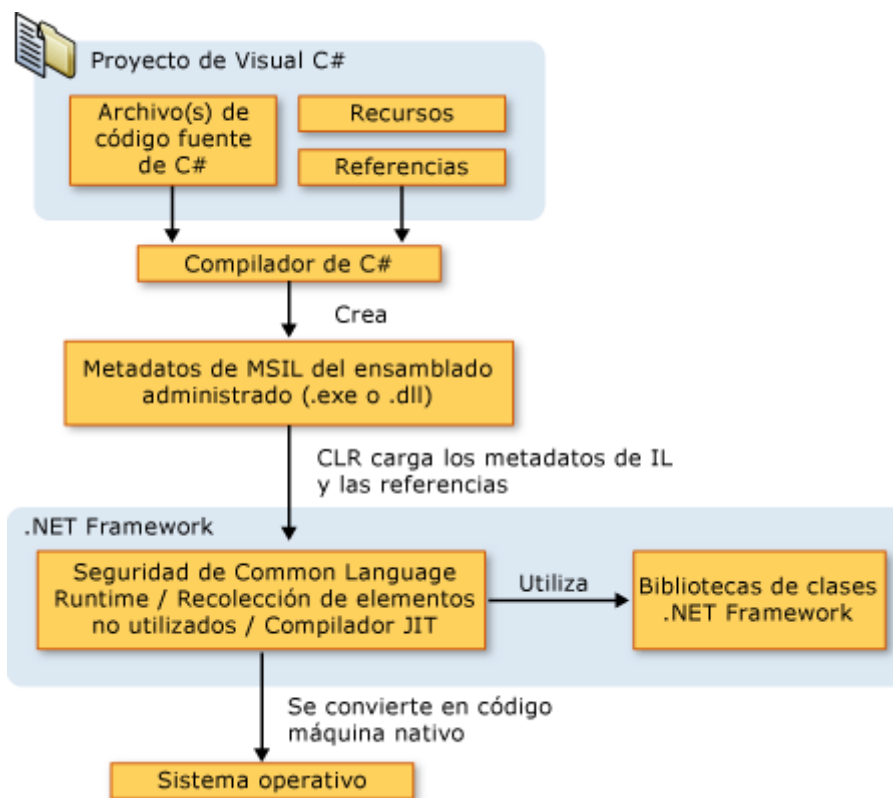 Proyecto de Visual C#
Archivo(s) de
código fuente
de C#
Recursos
Referencias
Compilador de C#
Crea
Metadatos de MSIL del ensamblado
administrado (.exe o .dll)
CLR carga los metadatos de IL
y las referencias
.NET Framework
Seguridad de Common Language
Runtime / Recolección de elementos
no utilizados / Compilador JIT
Utiliza
Bibliotecas de clases
.NET Framework
Se convierte en código
máquina nativo
Sistema operativo